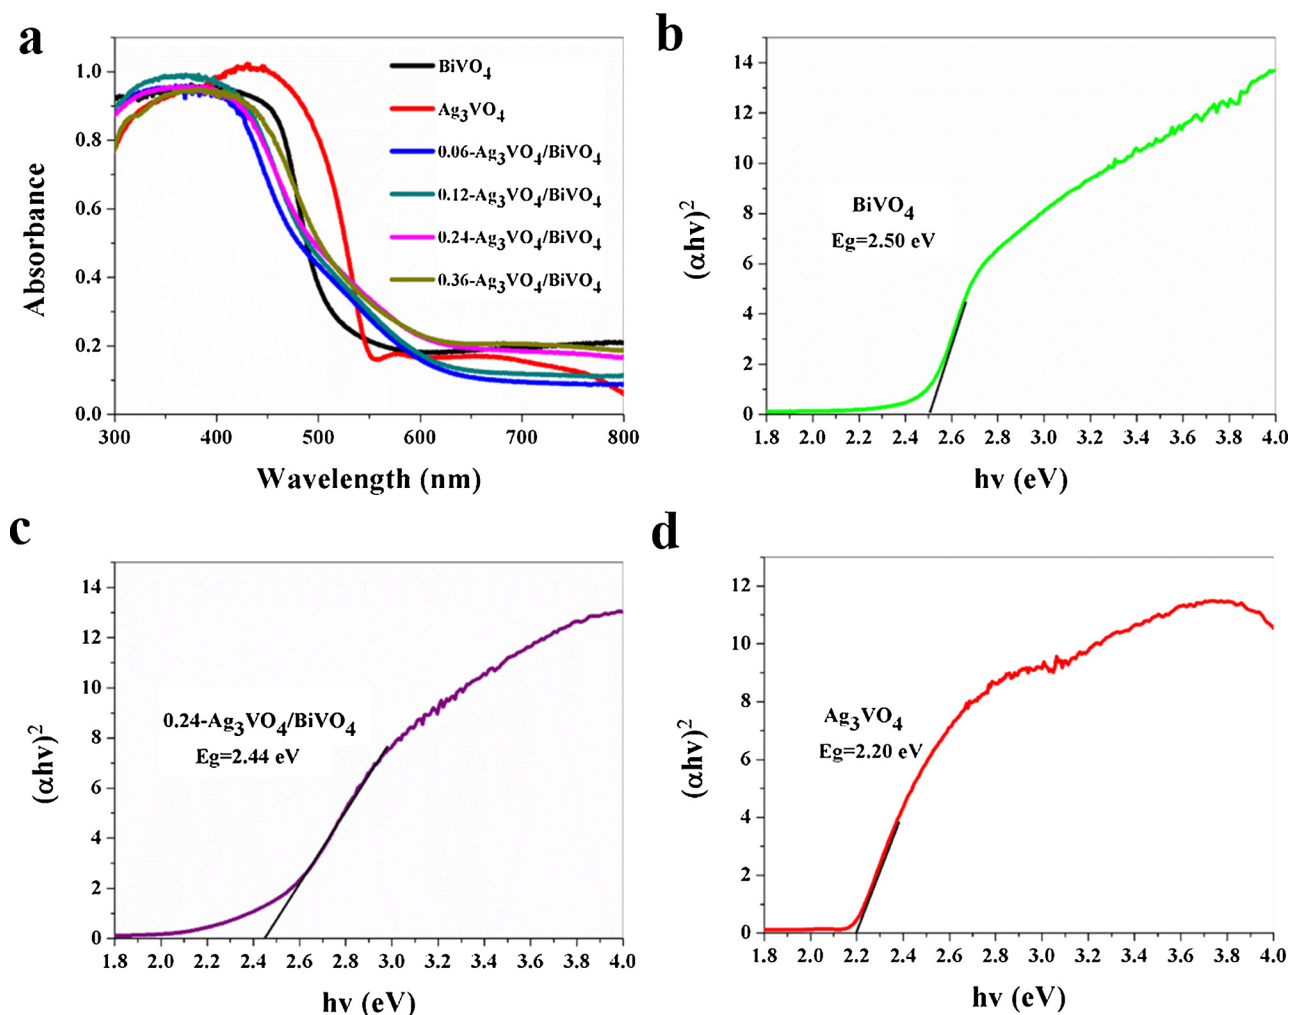 a
1.0
0.8
0.6
0.4
0.2
0.0
300
400
500
600
700
800
Absorbance
Wavelength (nm)
BiVO4
Ag3VO4
0.06-Ag3VO4/BiVO4
0.12-Ag3VO4/BiVO4
0.24-Ag3VO4/BiVO4
0.36-Ag3VO4/BiVO4
b
14
12
10
8
6
4
2
0
1.8
2.0
2.2
2.4
2.6
2.8
3.0
3.2
3.4
3.6
3.8
4.0
(αhν)2
hν (eV)
BiVO4
Eg=2.50 eV
c
14
12
10
8
6
4
2
0
1.8
2.0
2.2
2.4
2.6
2.8
3.0
3.2
3.4
3.6
3.8
4.0
(αhν)2
hν (eV)
0.24-Ag3VO4/BiVO4
Eg=2.44 eV
d
12
10
8
6
4
2
0
1.8
2.0
2.2
2.4
2.6
2.8
3.0
3.2
3.4
3.6
3.8
4.0
(αhν)2
hν (eV)
Ag3VO4
Eg=2.20 eV